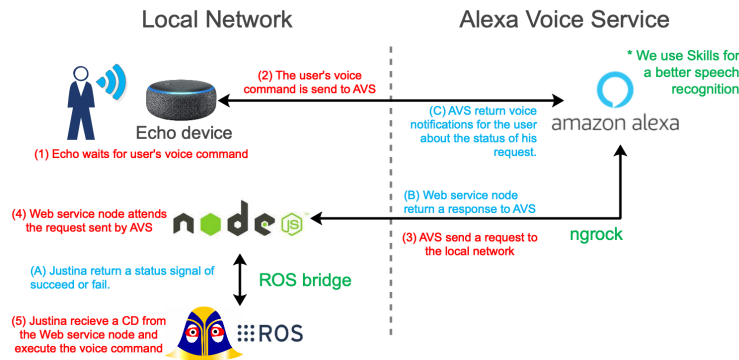 Local Network
Alexa Voice Service
* We use Skills for
a better speech
recognition
(2) The user's voice
command is send to AVS
Echo device
(C) AVS return voice
notifications for the user
about the status of his
request.
amazon alexa
(1) Echo waits for user's voice command
(4) Web service node attends
the request sent by AVS
node
JS
(B) Web service node
return a response to AVS
(3) AVS send a request to
the local network
ngrock
(A) Justina return a status signal of
succeed or fail.
ROS bridge
(5) Justina recieve a CD from
the Web service node and
execute the voice command
ROS